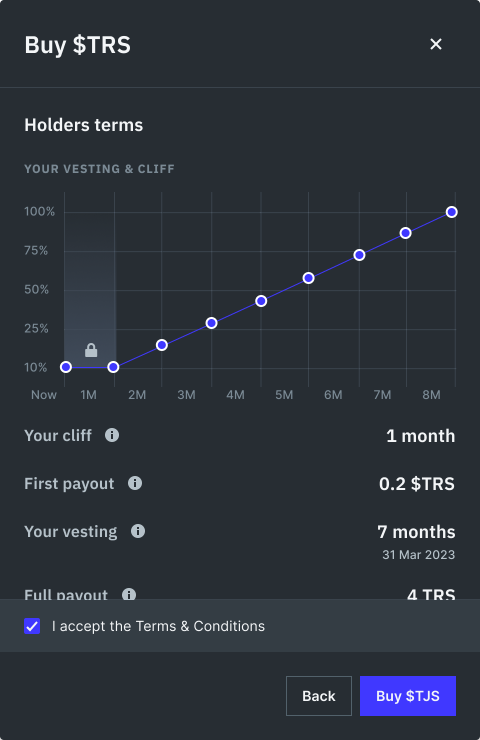 Buy $TRS
Holders terms
YOUR VESTING & CLIFF
100%
75%
50%
25%
10%
Now 1M 2M 3M 4M 5M 6M 7M 8M
Your cliff 1 month
First payout 0.2 $TRS
Your vesting 7 months
31 Mar 2023
Full payout 4 TRS
I accept the Terms & Conditions
Back Buy $TJS